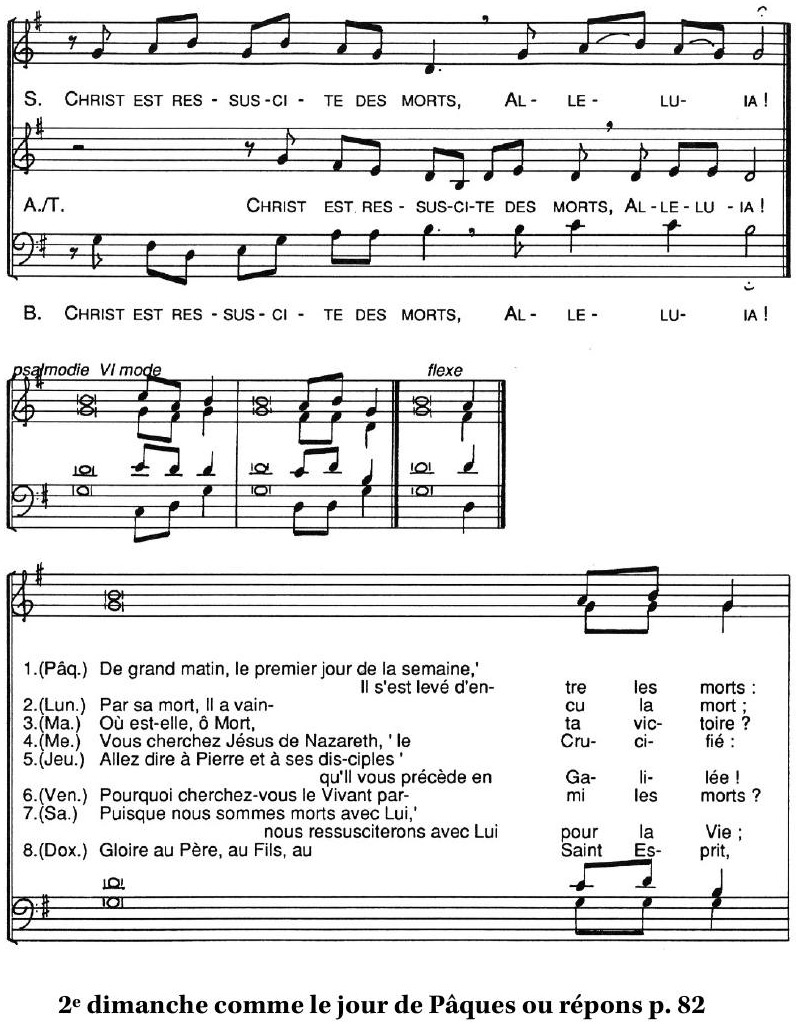 S. CHRIST EST RES - SUS - CI - TE DES MORTS, AL- LE- LU- IA !
A./T. CHRIST EST RES - SUS-CI-TE DES MORTS, AL-LE-LU-IA !
B. CHRIST EST RES - SUS - CI - TE DES MORTS, AL- LE - LU- IA !
psalmodie VI mode flexe
1.(Pâq.) De grand matin, le premier jour de la semaine,'
Il s'est levé d'en- tre les morts :
2.(Lun.) Par sa mort, Il a vain- cu la mort ;
3.(Ma.) Où est-elle, ô Mort, ta vic- toire ?
4.(Me.) Vous cherchez Jésus de Nazareth, ' le Cru- ci- fié :
5.(Jeu.) Allez dire à Pierre et à ses dis-ciples '
qu'Il vous précède en Ga- li- lée !
6.(Ven.) Pourquoi cherchez-vous le Vivant par- mi les morts ?
7.(Sa.) Puisque nous sommes morts avec Lui,'
nous ressusciterons avec Lui pour la Vie ;
8.(Dox.) Gloire au Père, au Fils, au Saint Es- prit,
2e dimanche comme le jour de Pâques ou répons p. 82